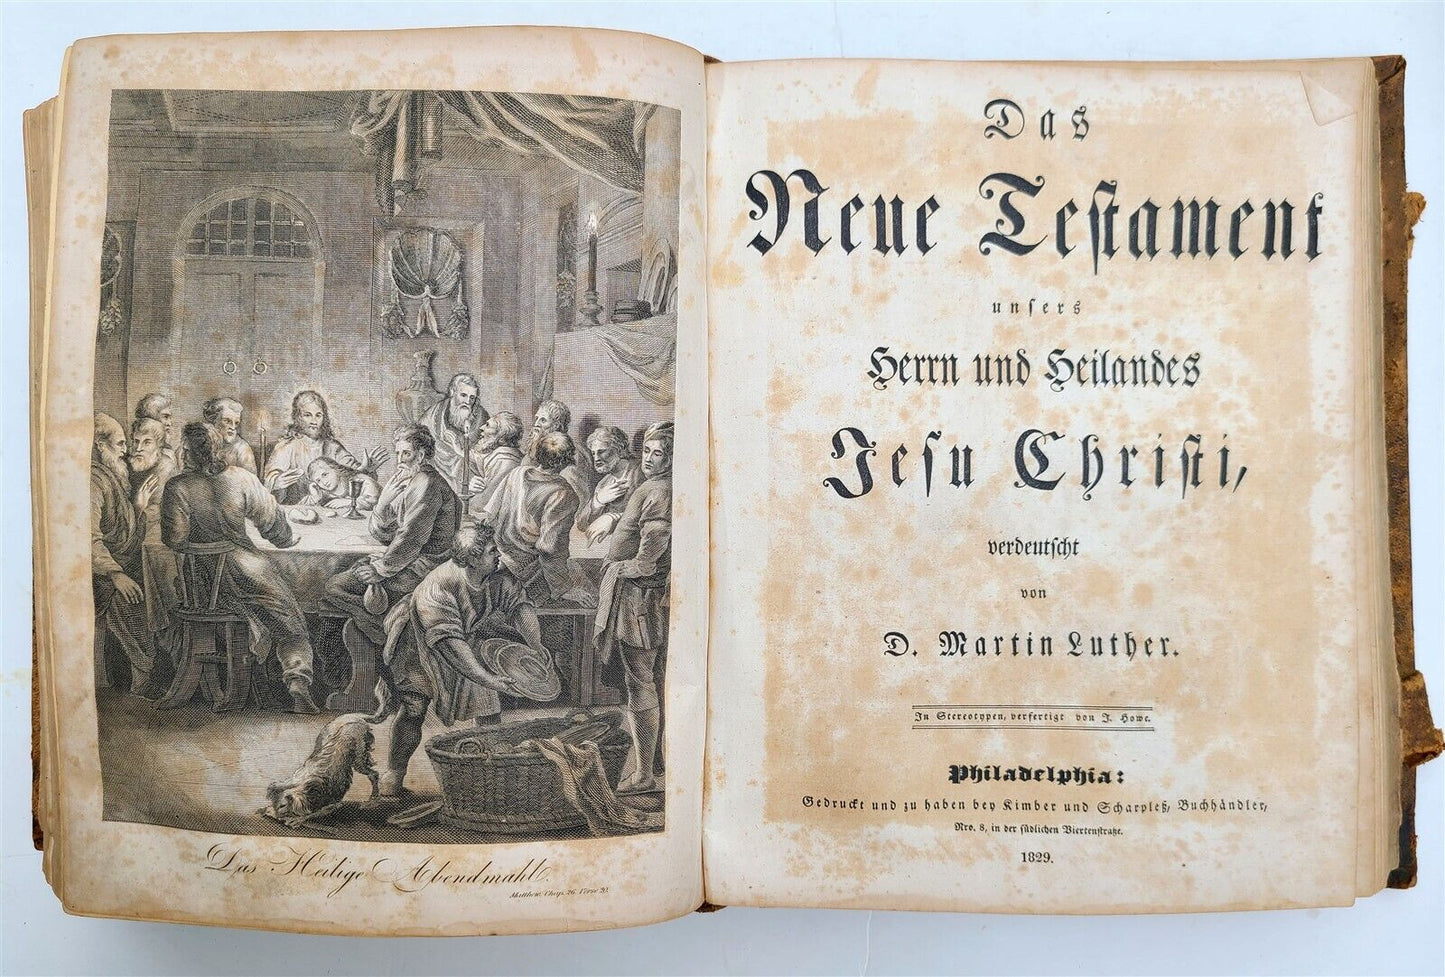 Das Heilige Abendmahl.
Matthew, Chap. 26. Verse 20.
Das
Neue Testament
unsers
Herrn und Heilandes
Jesu Christi,
verdeutscht
von
D. Martin Luther.
In Stereotypen, verfertigt von J. Howe.
Philadelphia:
Gedruckt und zu haben bey Kimber und Scharpleß, Buchhändler,
Nro. 8, in der südlichen Viertenstraße.
1829.